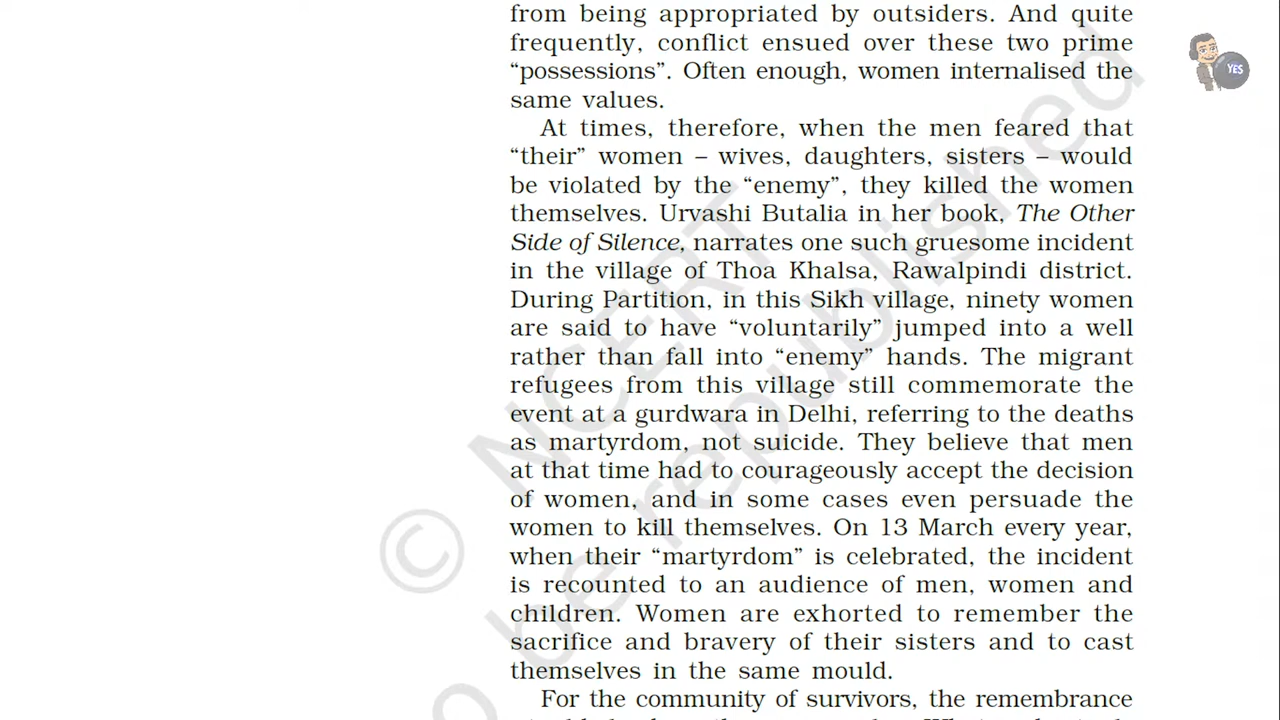 from being appropriated by outsiders. And quite
frequently, conflict ensued over these two prime
“possessions”. Often enough, women internalised the
same values.
At times, therefore, when the men feared that
“their” women – wives, daughters, sisters – would
be violated by the “enemy”, they killed the women
themselves. Urvashi Butalia in her book, The Other
Side of Silence, narrates one such gruesome incident
in the village of Thoa Khalsa, Rawalpindi district.
During Partition, in this Sikh village, ninety women
are said to have “voluntarily” jumped into a well
rather than fall into “enemy” hands. The migrant
refugees from this village still commemorate the
event at a gurdwara in Delhi, referring to the deaths
as martyrdom, not suicide. They believe that men
at that time had to courageously accept the decision
of women, and in some cases even persuade the
women to kill themselves. On 13 March every year,
when their “martyrdom” is celebrated, the incident
is recounted to an audience of men, women and
children. Women are exhorted to remember the
sacrifice and bravery of their sisters and to cast
themselves in the same mould.
For the community of survivors, the remembrance
YES
© NCERT
o be republished